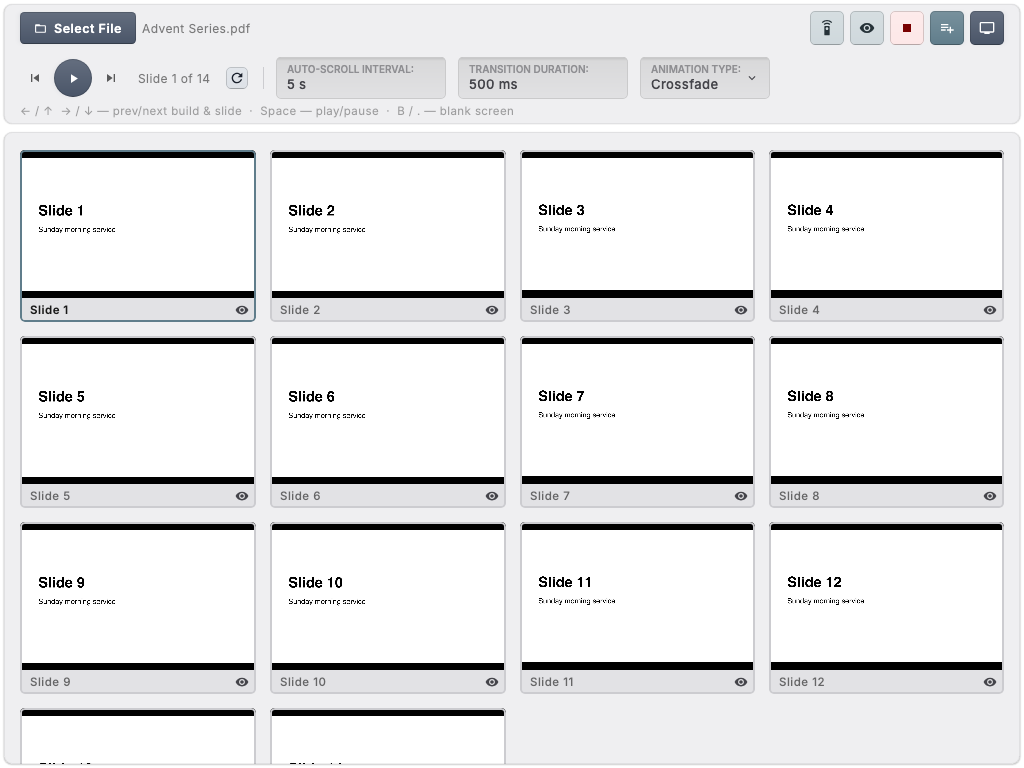 Select File
Advent Series.pdf
Slide 1 of 14
AUTO-SCROLL INTERVAL:
5 s
TRANSITION DURATION:
500 ms
ANIMATION TYPE:
Crossfade
← / ↑ → / ↓ — prev/next build & slide · Space — play/pause · B / . — blank screen
Slide 1
Sunday morning service
Slide 1
Slide 2
Sunday morning service
Slide 2
Slide 3
Sunday morning service
Slide 3
Slide 4
Sunday morning service
Slide 4
Slide 5
Sunday morning service
Slide 5
Slide 6
Sunday morning service
Slide 6
Slide 7
Sunday morning service
Slide 7
Slide 8
Sunday morning service
Slide 8
Slide 9
Sunday morning service
Slide 9
Slide 10
Sunday morning service
Slide 10
Slide 11
Sunday morning service
Slide 11
Slide 12
Sunday morning service
Slide 12